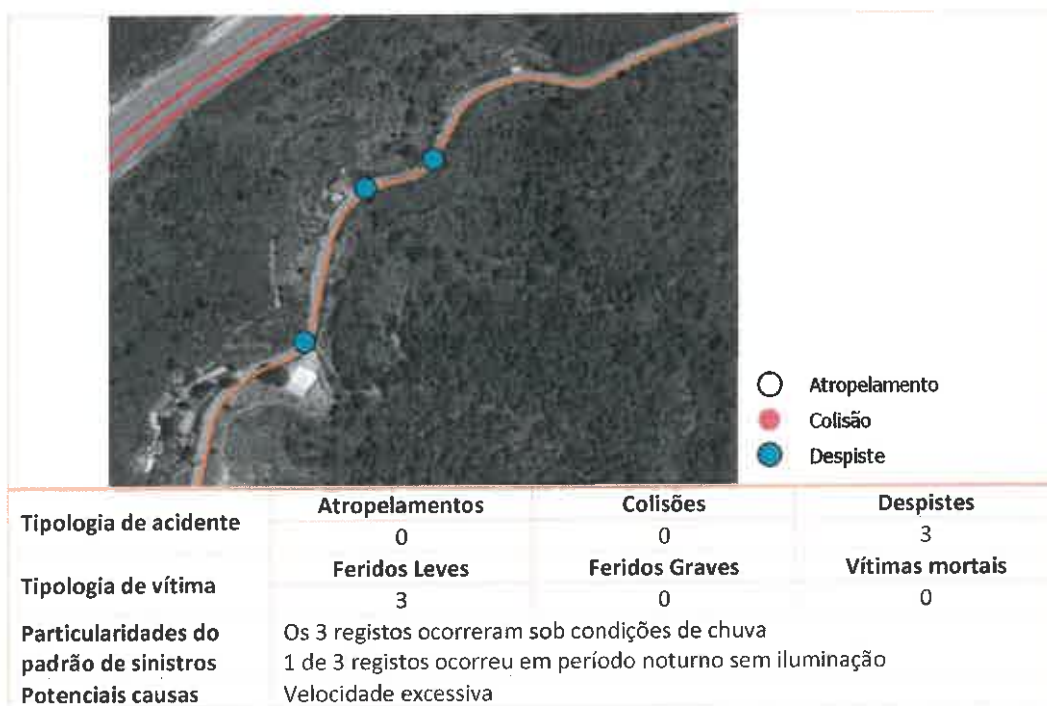 Atropelamento
Colisão
Despiste
Tipologia de acidente
Atropelamentos Colisões Despistes
0 0 3
Tipologia de vítima
Feridos Leves Feridos Graves Vítimas mortais
3 0 0
Particularidades do padrão de sinistros
Os 3 registos ocorreram sob condições de chuva
1 de 3 registos ocorreu em período noturno sem iluminação
Potenciais causas Velocidade excessiva